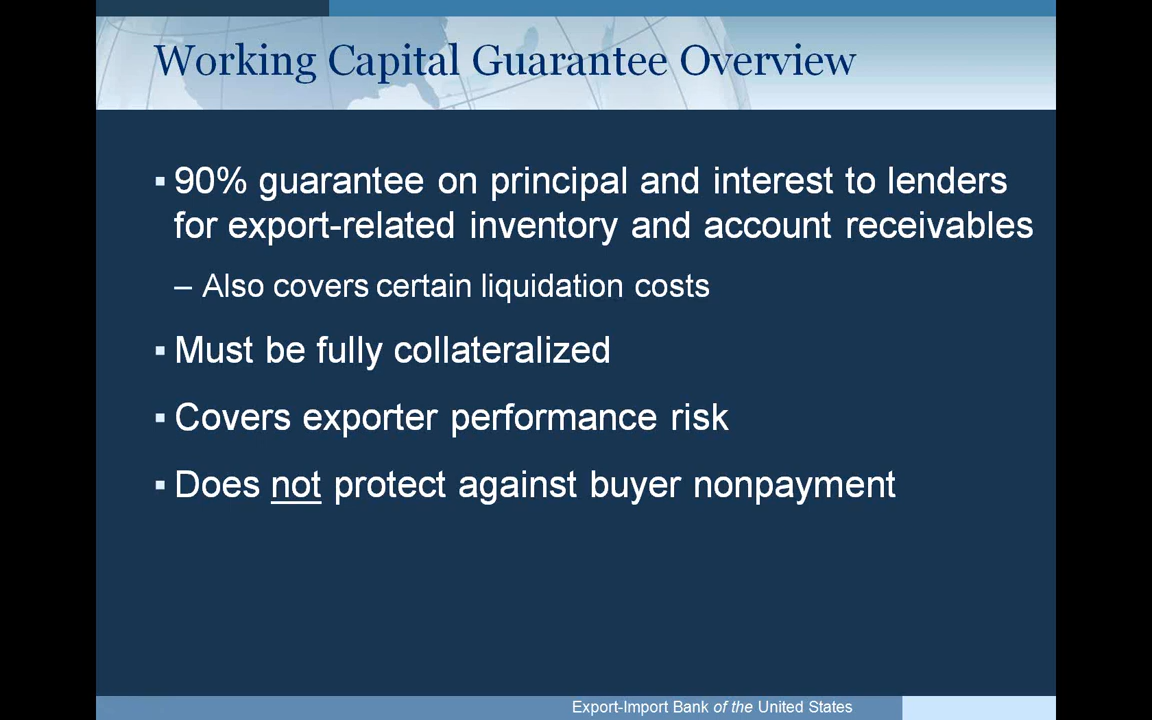 Working Capital Guarantee Overview
▪ 90% guarantee on principal and interest to lenders
for export-related inventory and account receivables
– Also covers certain liquidation costs
▪ Must be fully collateralized
▪ Covers exporter performance risk
▪ Does not protect against buyer nonpayment
Export-Import Bank of the United States